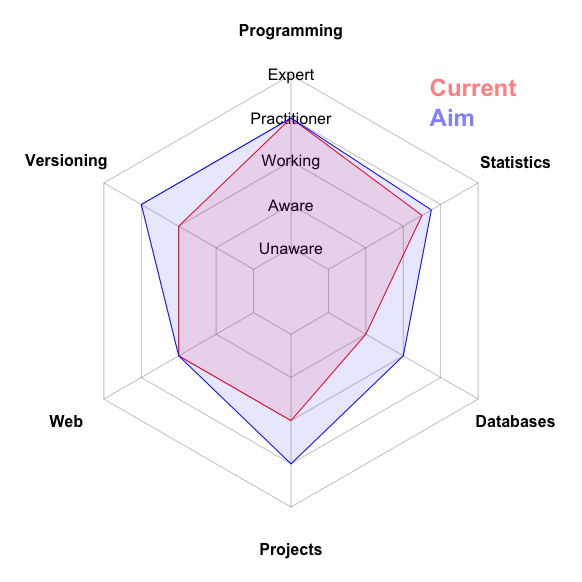 Programming
Expert
Current
Practitioner
Aim
Versioning
Working
Statistics
Aware
Unaware
Web
Databases
Projects